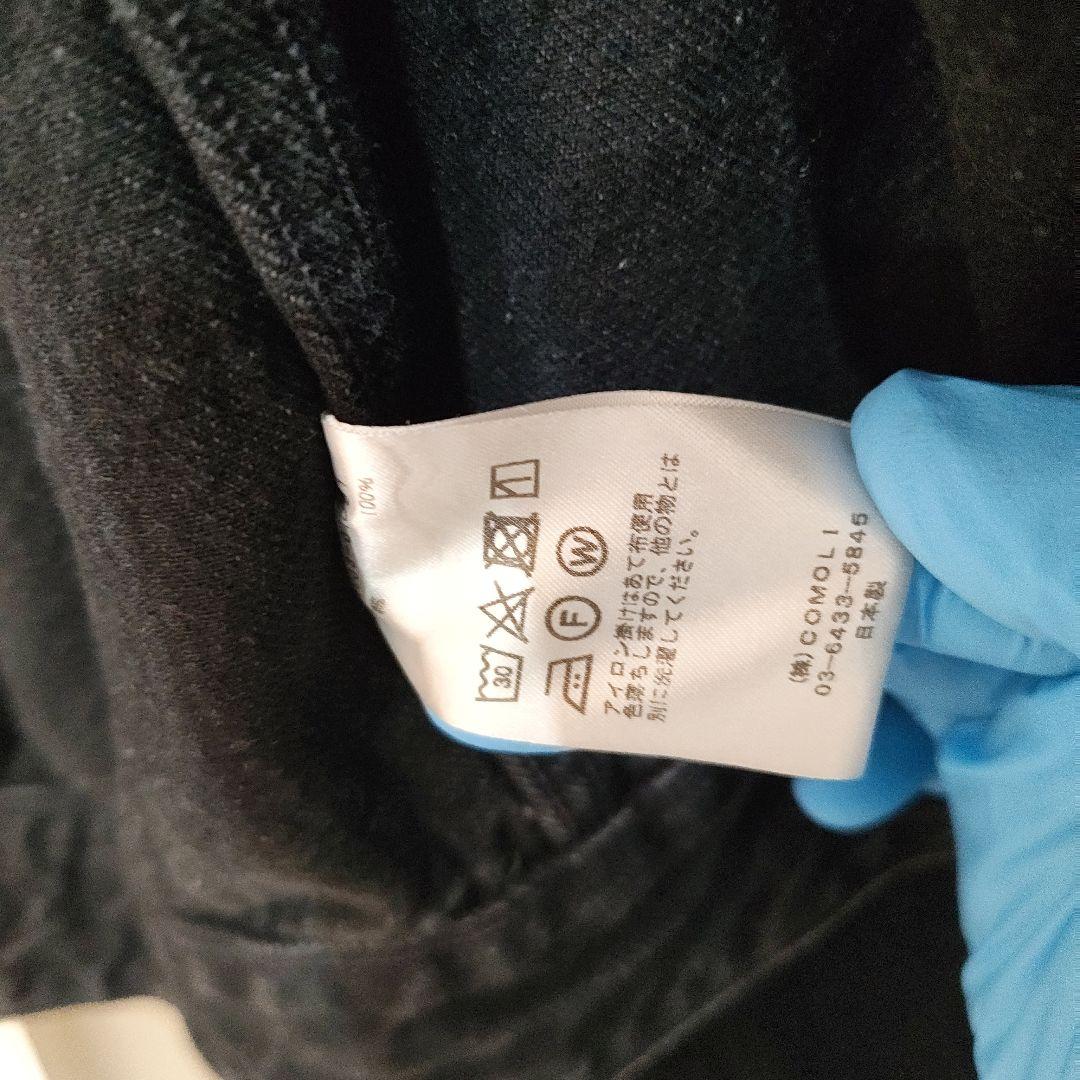 100%
30
F W
アイロン掛けはあて布使用
色落ちしますので、他の物とは
別に洗濯してください。
(株)COMOLI
03-6433-5845
日本製